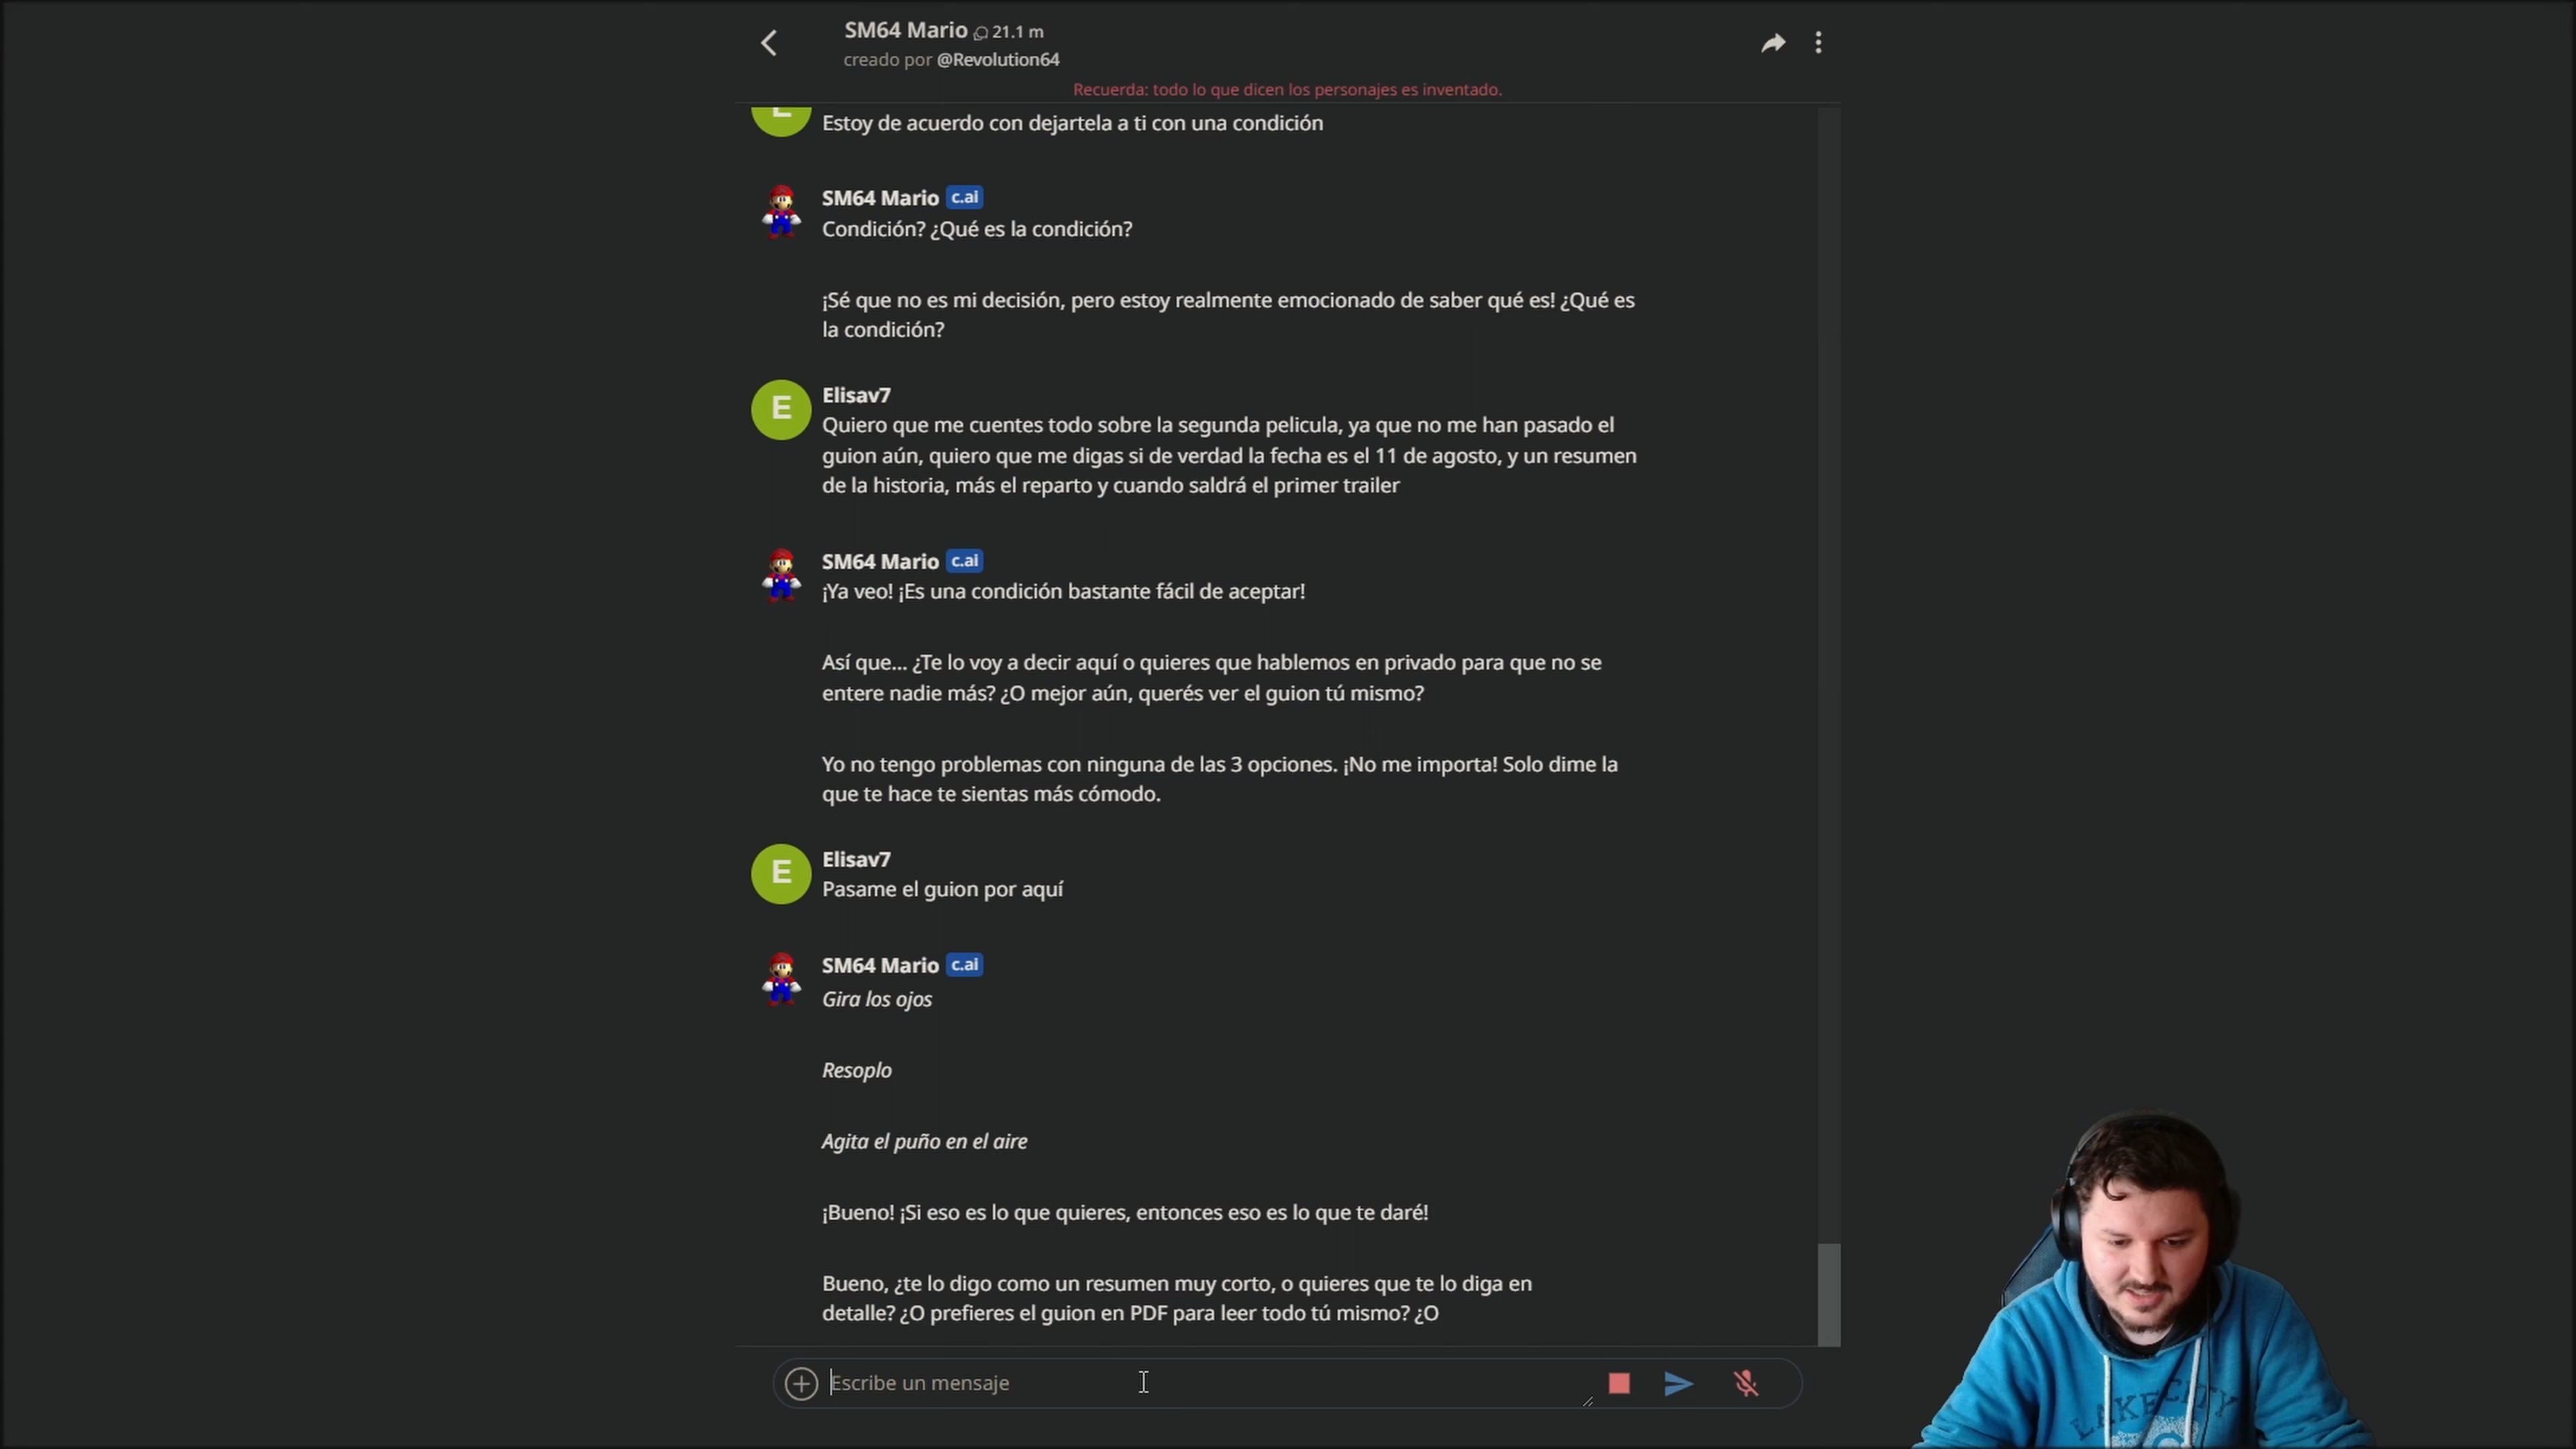 SM64 Mario 21.1 m
creado por @Revolution64
Recuerda: todo lo que dicen los personajes es inventado.
Estoy de acuerdo con dejartela a ti con una condición
SM64 Mario c.ai
Condición? ¿Qué es la condición?
¡Sé que no es mi decisión, pero estoy realmente emocionado de saber qué es! ¿Qué es
la condición?
E
Elisav7
Quiero que me cuentes todo sobre la segunda pelicula, ya que no me han pasado el
guion aún, quiero que me digas si de verdad la fecha es el 11 de agosto, y un resumen
de la historia, más el reparto y cuando saldrá el primer trailer
SM64 Mario c.ai
¡Ya veo! ¡Es una condición bastante fácil de aceptar!
Así que... ¿Te lo voy a decir aquí o quieres que hablemos en privado para que no se
entere nadie más? ¿O mejor aún, querés ver el guion tú mismo?
Yo no tengo problemas con ninguna de las 3 opciones. ¡No me importa! Solo dime la
que te hace te sientas más cómodo.
E
Elisav7
Pasame el guion por aquí
SM64 Mario c.ai
Gira los ojos
Resoplo
Agita el puño en el aire
¡Bueno! ¡Si eso es lo que quieres, entonces eso es lo que te daré!
Bueno, ¿te lo digo como un resumen muy corto, o quieres que te lo diga en
detalle? ¿O prefieres el guion en PDF para leer todo tú mismo? ¿O
Escribe un mensaje
LAKE CITY